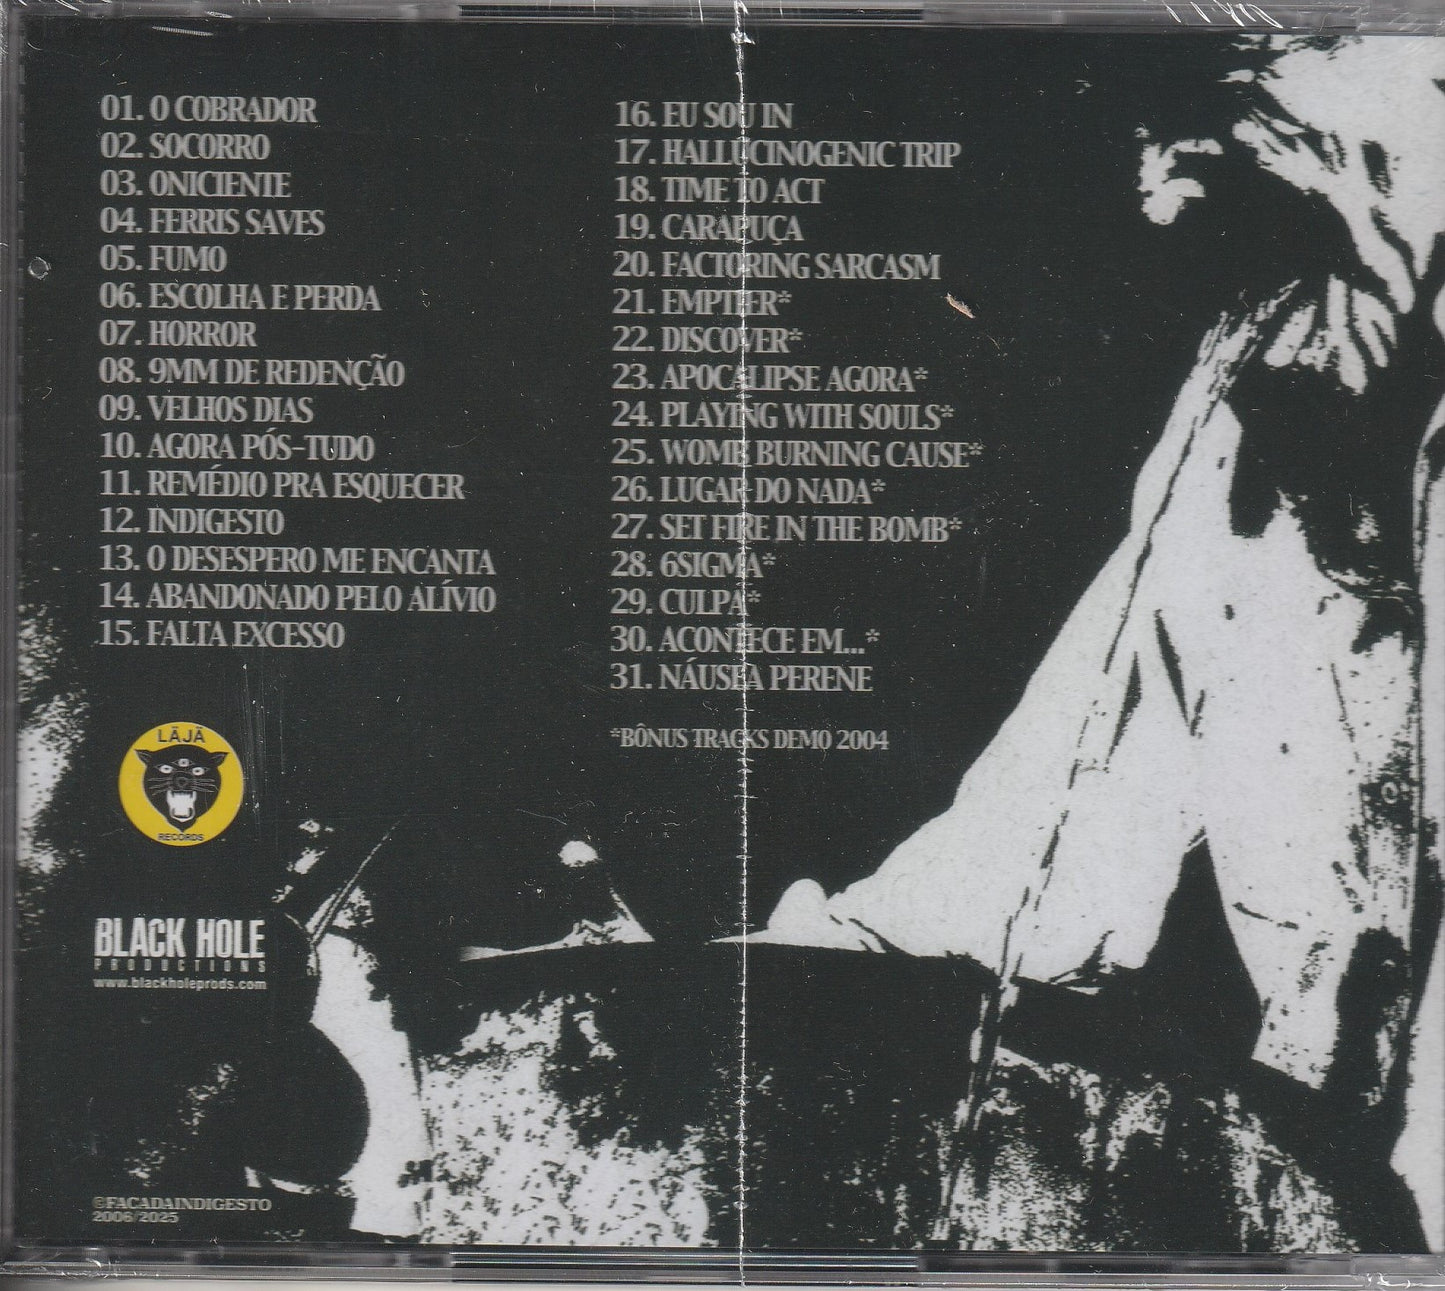 01. O COBRADOR
02. SOCORRO
03. ONICIENTE
04. FERRIS SAVES
05. FUMO
06. ESCOLHA E PERDA
07. HORROR
08. 9MM DE REDENÇÃO
09. VELHOS DIAS
10. AGORA PÓS-TUDO
11. REMÉDIO PRA ESQUECER
12. INDIGESTO
13. O DESESPERO ME ENCANTA
14. ABANDONADO PELO ALÍVIO
15. FALTA EXCESSO
16. EU SOU IN
17. HALLUCINOGENIC TRIP
18. TIME TO ACT
19. CARAPUÇA
20. FACTORING SARCASM
21. EMPTEER*
22. DISCOVER*
23. APOCALIPSE AGORA*
24. PLAYING WITH SOULS*
25. WOMB BURNING CAUSE*
26. LUGAR DO NADA*
27. SET FIRE IN THE BOMB*
28. 6SIGMA*
29. CULPA*
30. ACONTECE EM...*
31. NÁUSEA PERENE
*BÔNUS TRACKS DEMO 2004
LÄJÄ
RECORDS
BLACK HOLE
PRODUCTIONS
www.blackholeprods.com
©FACADAINDIGESTO
2006/2025